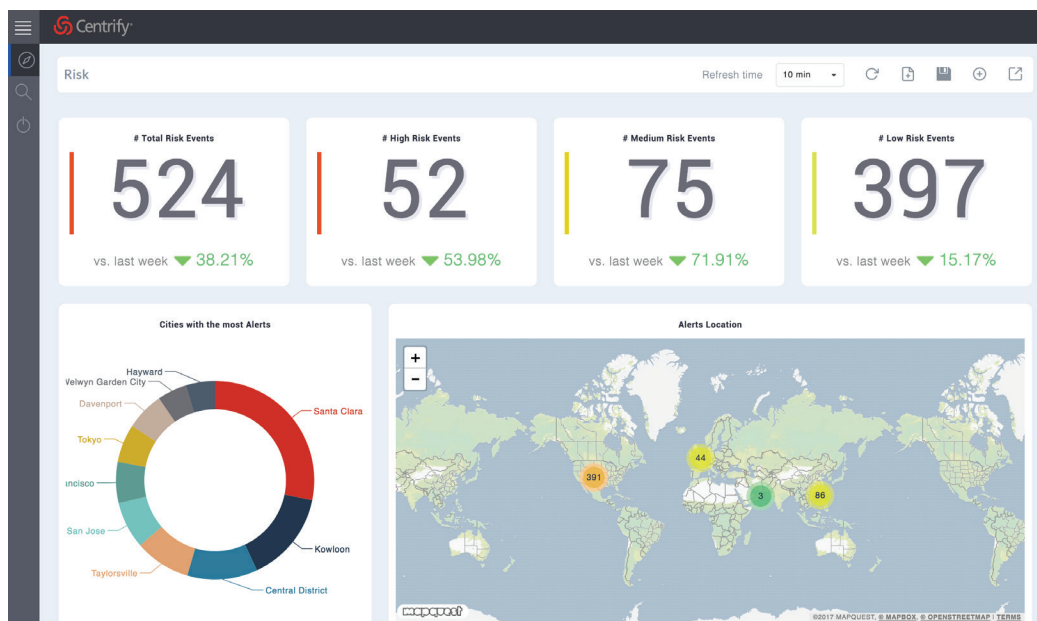 Centrify
Risk
Refresh time
10 min
# Total Risk Events
524
vs. last week 38.21%
# High Risk Events
52
vs. last week 53.98%
# Medium Risk Events
75
vs. last week 71.91%
# Low Risk Events
397
vs. last week 15.17%
Cities with the most Alerts
Hayward
Velwyn Garden City
Davenport
Tokyo
ancisco
San Jose
Taylorsville
Santa Clara
Kowloon
Central District
Alerts Location
+
−
44
391
3
86
mapquest
©2017 MAPQUEST, © MAPBOX, © OPENSTREETMAP | TERMS